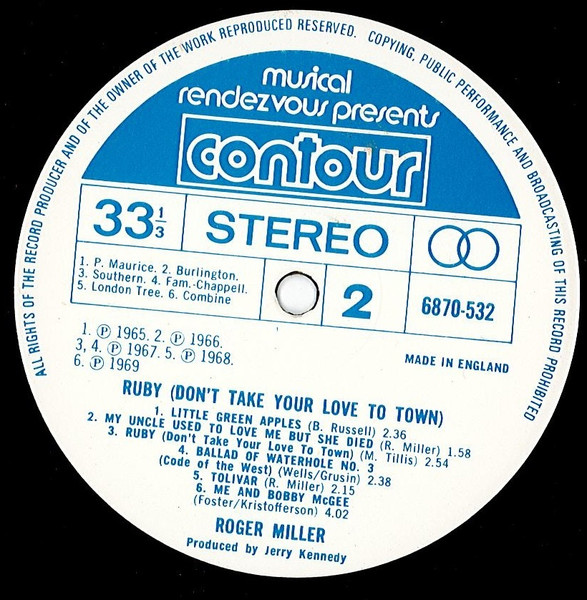 ALL RIGHTS OF THE RECORD PRODUCER AND OF THE OWNER OF THE WORK REPRODUCED RESERVED. COPYING, PUBLIC PERFORMANCE AND BROADCASTING OF THIS RECORD PROHIBITED
musical
rendezvous presents
contour
33 1/3 STEREO
1. P. Maurice. 2. Burlington.
3. Southern. 4. Fam.-Chappell.
5. London Tree. 6. Combine
2
6870-532
1. Ⓟ 1965. 2. Ⓟ 1966.
3, 4. Ⓟ 1967. 5. Ⓟ 1968.
6. Ⓟ 1969
MADE IN ENGLAND
RUBY (DON'T TAKE YOUR LOVE TO TOWN)
1. LITTLE GREEN APPLES (B. Russell) 2.36
2. MY UNCLE USED TO LOVE ME BUT SHE DIED (R. Miller) 1.58
3. RUBY (Don't Take Your Love To Town) (M. Tillis) 2.54
4. BALLAD OF WATERHOLE NO. 3
(Code of the West) (Wells/Grusin) 2.38
5. TOLIVAR (R. Miller) 2.15
6. ME AND BOBBY McGEE
(Foster/Kristofferson) 4.02
ROGER MILLER
Produced by Jerry Kennedy